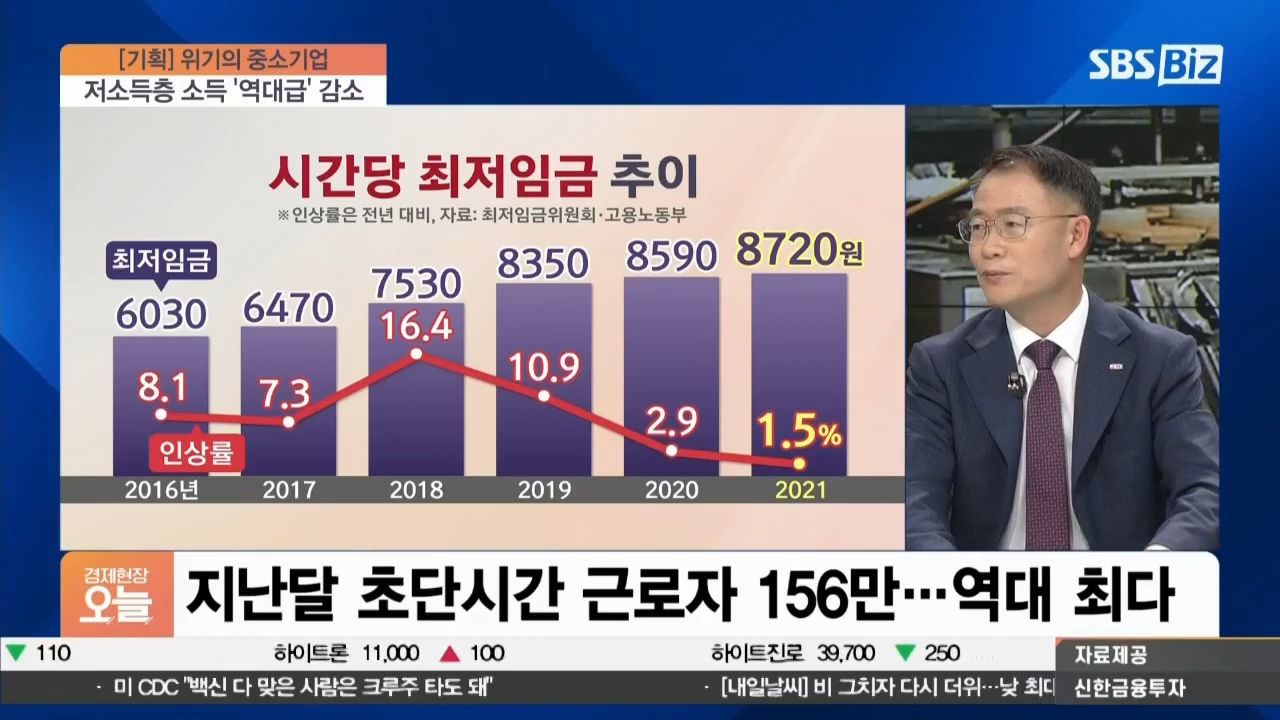 [기획] 위기의 중소기업
저소득층 소득 '역대급' 감소
SBS Biz
시간당 최저임금 추이
※인상률은 전년 대비, 자료: 최저임금위원회·고용노동부
최저임금
6030 6470 7530 8350 8590 8720원
8.1 7.3 16.4 10.9 2.9 1.5%
인상률
2016년 2017 2018 2019 2020 2021
경제현장
오늘
지난달 초단시간 근로자 156만…역대 최다
▼ 110 하이트론 11,000 ▲ 100 하이트진로 39,700 ▼ 250
자료제공
신한금융투자
· 미 CDC "백신 다 맞은 사람은 크루주 타도 돼" · [내일날씨] 비 그치자 다시 더위…낮 최